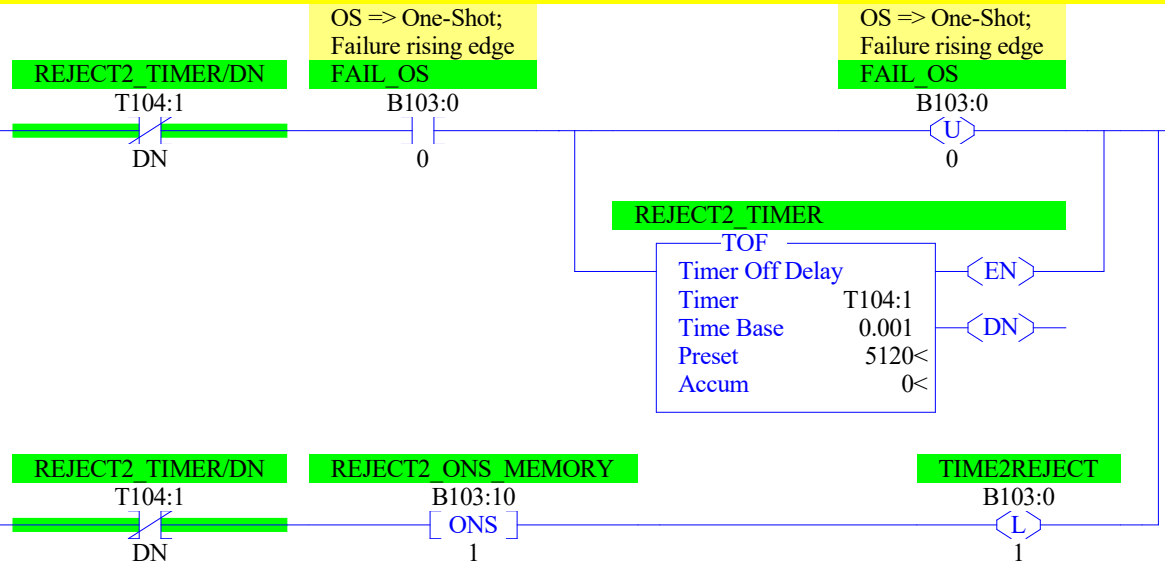 OS => One-Shot;
Failure rising edge
OS => One-Shot;
Failure rising edge
REJECT2_TIMER/DN
FAIL_OS
FAIL_OS
T104:1
B103:0
B103:0
U
DN
0
0
REJECT2_TIMER
TOF
Timer Off Delay
EN
Timer T104:1
Time Base 0.001
DN
Preset 5120<
Accum 0<
REJECT2_TIMER/DN
REJECT2_ONS_MEMORY
TIME2REJECT
T104:1
B103:10
B103:0
ONS
L
DN
1
1